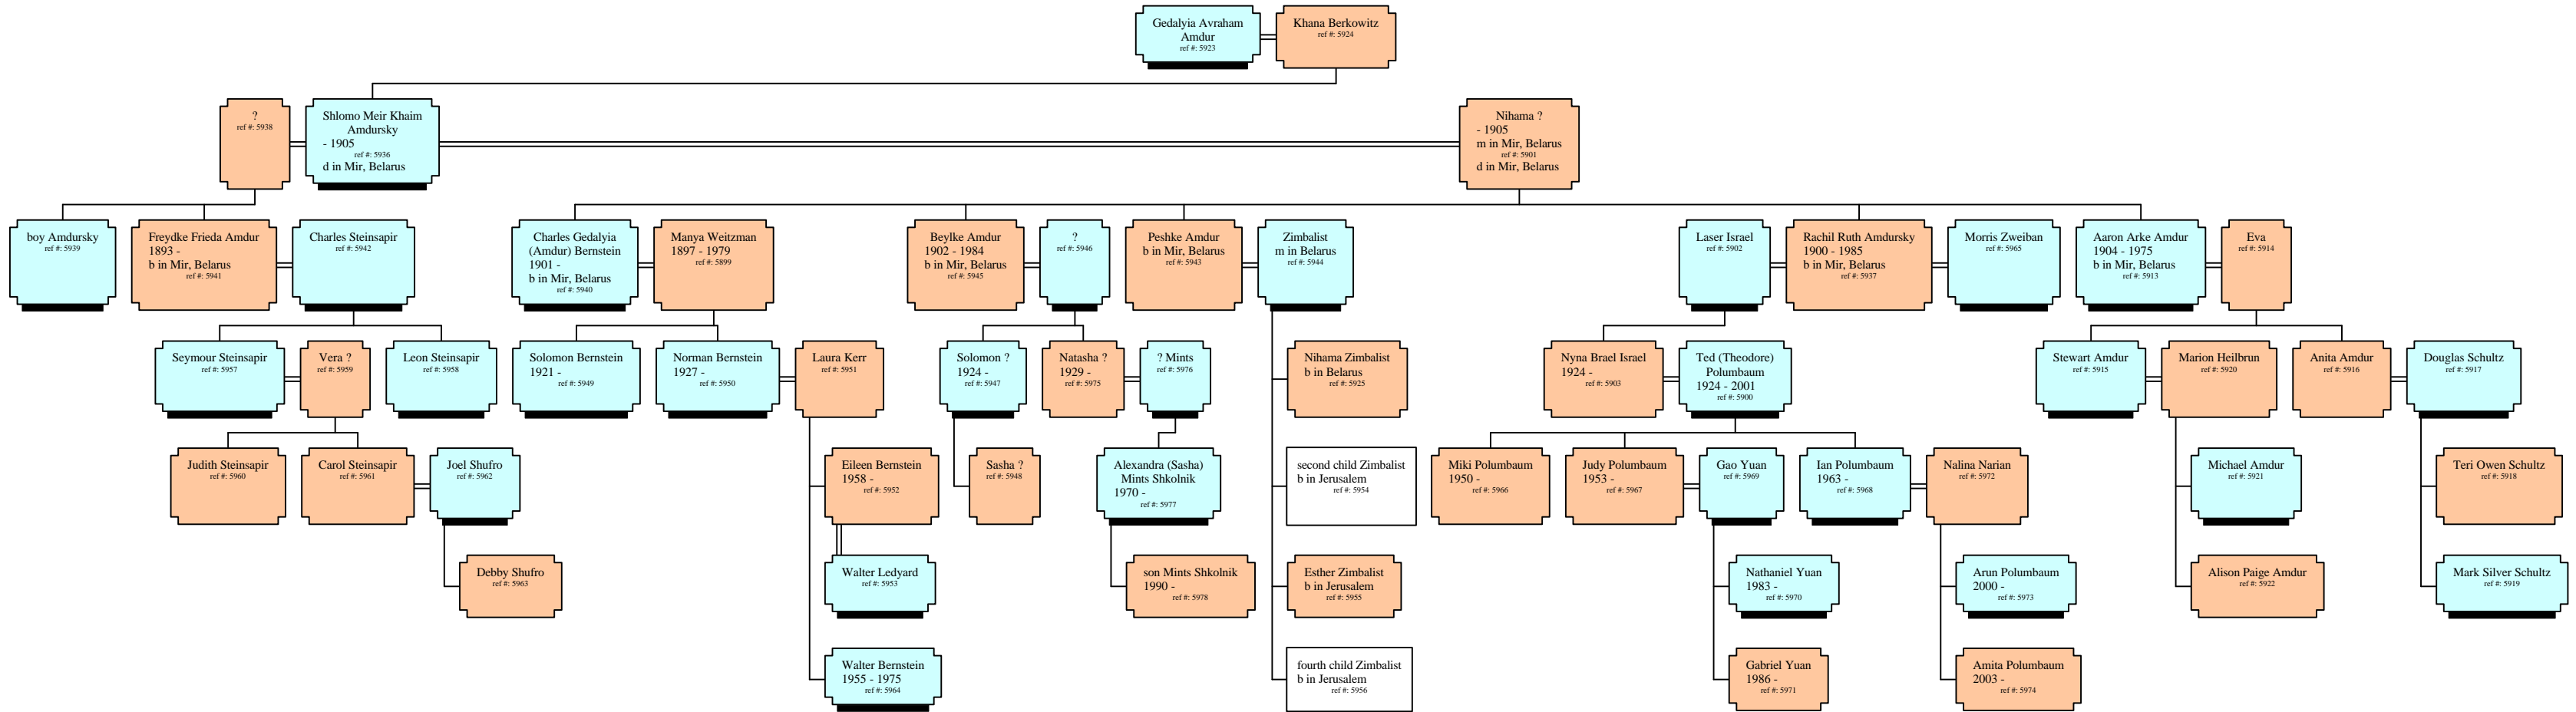 Gedalyia Avraham
Amdur
ref #: 5923
Khana Berkowitz
ref #: 5924
?
ref #: 5938
Shlomo Meir Khaim
Amdursky
- 1905
ref #: 5936
d in Mir, Belarus
Nihama ?
- 1905
m in Mir, Belarus
ref #: 5901
d in Mir, Belarus
boy Amdursky
ref #: 5939
Freydke Frieda Amdur
1893 -
b in Mir, Belarus
ref #: 5941
Charles Steinsapir
ref #: 5942
Charles Gedalyia
(Amdur) Bernstein
1901 -
b in Mir, Belarus
ref #: 5940
Manya Weitzman
1897 - 1979
ref #: 5899
Beylke Amdur
1902 - 1984
b in Mir, Belarus
ref #: 5945
?
ref #: 5946
Peshke Amdur
b in Mir, Belarus
ref #: 5943
Zimbalist
m in Belarus
ref #: 5944
Laser Israel
ref #: 5902
Rachil Ruth Amdursky
1900 - 1985
b in Mir, Belarus
ref #: 5937
Morris Zweiban
ref #: 5965
Aaron Arke Amdur
1904 - 1975
b in Mir, Belarus
ref #: 5913
Eva
ref #: 5914
Seymour Steinsapir
ref #: 5957
Vera ?
ref #: 5959
Leon Steinsapir
ref #: 5958
Solomon Bernstein
1921 -
ref #: 5949
Norman Bernstein
1927 -
ref #: 5950
Laura Kerr
ref #: 5951
Solomon ?
1924 -
ref #: 5947
Natasha ?
1929 -
ref #: 5975
? Mints
ref #: 5976
Nihama Zimbalist
b in Belarus
ref #: 5925
Nyna Brael Israel
1924 -
ref #: 5903
Ted (Theodore)
Polumbaum
1924 - 2001
ref #: 5900
Stewart Amdur
ref #: 5915
Marion Heilbrun
ref #: 5920
Anita Amdur
ref #: 5916
Douglas Schultz
ref #: 5917
Judith Steinsapir
ref #: 5960
Carol Steinsapir
ref #: 5961
Joel Shufro
ref #: 5962
Eileen Bernstein
1958 -
ref #: 5952
Sasha ?
ref #: 5948
Alexandra (Sasha)
Mints Shkolnik
1970 -
ref #: 5977
second child Zimbalist
b in Jerusalem
ref #: 5954
Miki Polumbaum
1950 -
ref #: 5966
Judy Polumbaum
1953 -
ref #: 5967
Gao Yuan
ref #: 5969
Ian Polumbaum
1963 -
ref #: 5968
Nalina Narian
ref #: 5972
Michael Amdur
ref #: 5921
Teri Owen Schultz
ref #: 5918
Debby Shufro
ref #: 5963
Walter Ledyard
ref #: 5953
son Mints Shkolnik
1990 -
ref #: 5978
Esther Zimbalist
b in Jerusalem
ref #: 5955
Nathaniel Yuan
1983 -
ref #: 5970
Arun Polumbaum
2000 -
ref #: 5973
Alison Paige Amdur
ref #: 5922
Mark Silver Schultz
ref #: 5919
Walter Bernstein
1955 - 1975
ref #: 5964
fourth child Zimbalist
b in Jerusalem
ref #: 5956
Gabriel Yuan
1986 -
ref #: 5971
Amita Polumbaum
2003 -
ref #: 5974